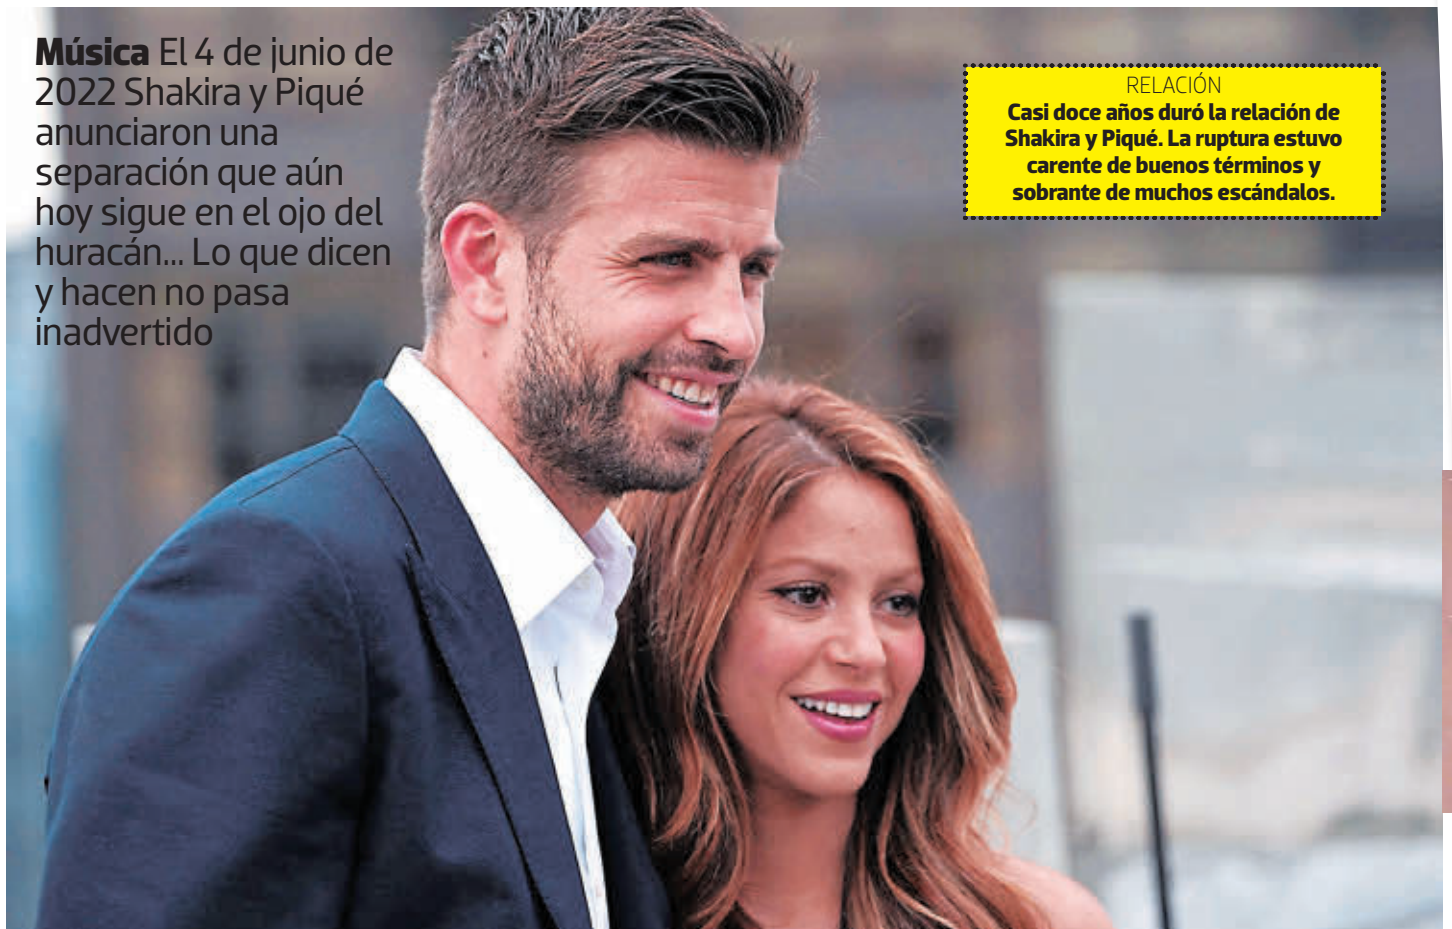 Música El 4 de junio de
2022 Shakira y Piqué
anunciaron una
separación que aún
hoy sigue en el ojo del
huracán... Lo que dicen
y hacen no pasa
inadvertido
RELACIÓN
Casi doce años duró la relación de
Shakira y Piqué. La ruptura estuvo
carente de buenos términos y
sobrante de muchos escándalos.